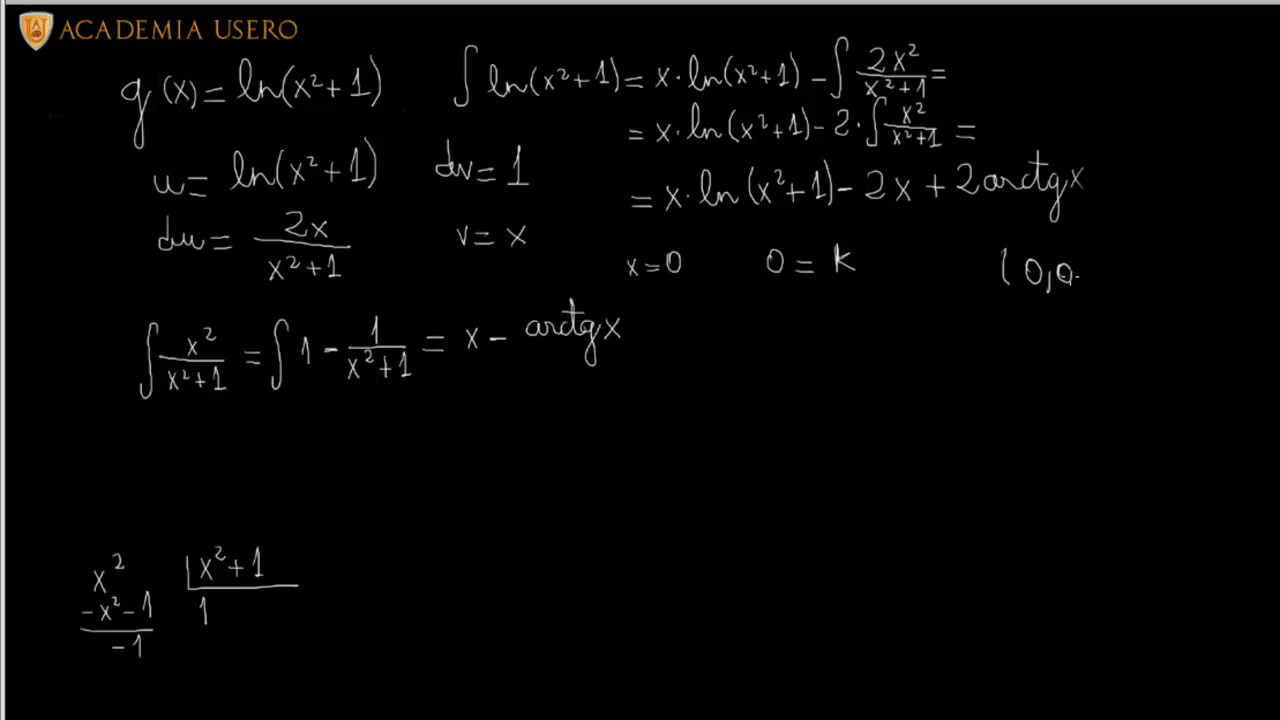 ACADEMIA USERO
g(x) = ln(x²+1)
∫ ln(x²+1) = x·ln(x²+1) - ∫ 2x²/(x²+1) =
= x·ln(x²+1) - 2·∫ x²/(x²+1) =
= x·ln(x²+1) - 2x + 2arctgx
u = ln(x²+1) dv = 1
du = 2x/(x²+1) v = x
x=0 0 = k (0,0
∫ x²/(x²+1) = ∫ 1 - 1/(x²+1) = x - arctgx
x² |x²+1
-x²-1 1
-1